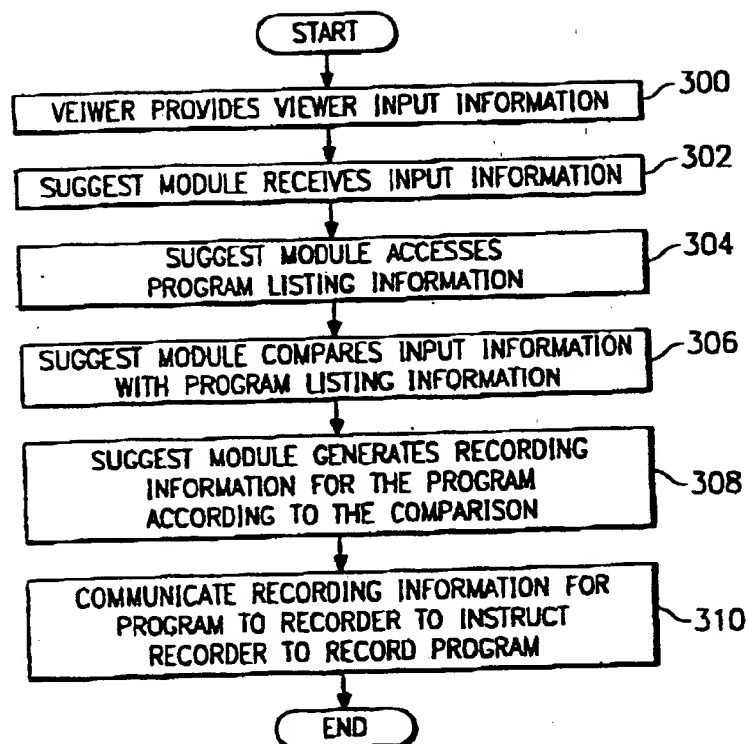 START
VEIWER PROVIDES VIEWER INPUT INFORMATION
300
SUGGEST MODULE RECEIVES INPUT INFORMATION
302
SUGGEST MODULE ACCESSES
PROGRAM LISTING INFORMATION
304
SUGGEST MODULE COMPARES INPUT INFORMATION
WITH PROGRAM LISTING INFORMATION
306
SUGGEST MODULE GENERATES RECORDING
INFORMATION FOR THE PROGRAM
ACCORDING TO THE COMPARISON
308
COMMUNICATE RECORDING INFORMATION FOR
PROGRAM TO RECORDER TO INSTRUCT
RECORDER TO RECORD PROGRAM
310
END